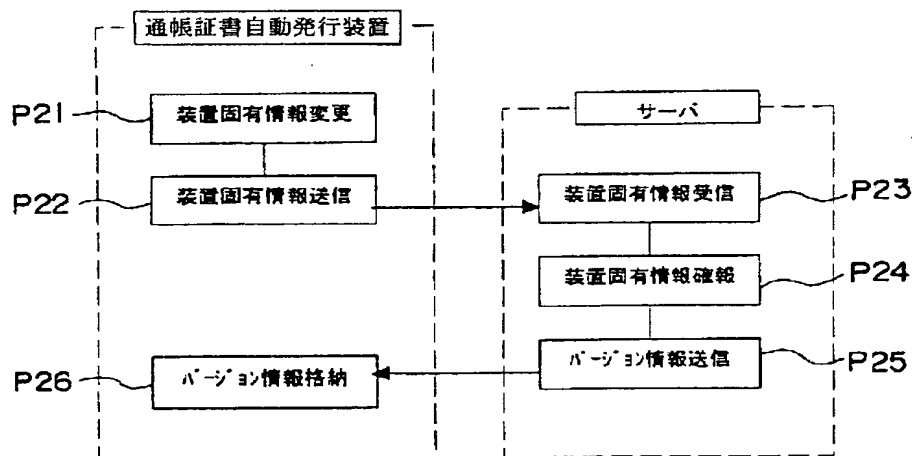 通帳証書自動発行装置
P21
装置固有情報変更
P22
装置固有情報送信
P26
バージョン情報格納
サーバ
装置固有情報受信
P23
装置固有情報確報
P24
バージョン情報送信
P25